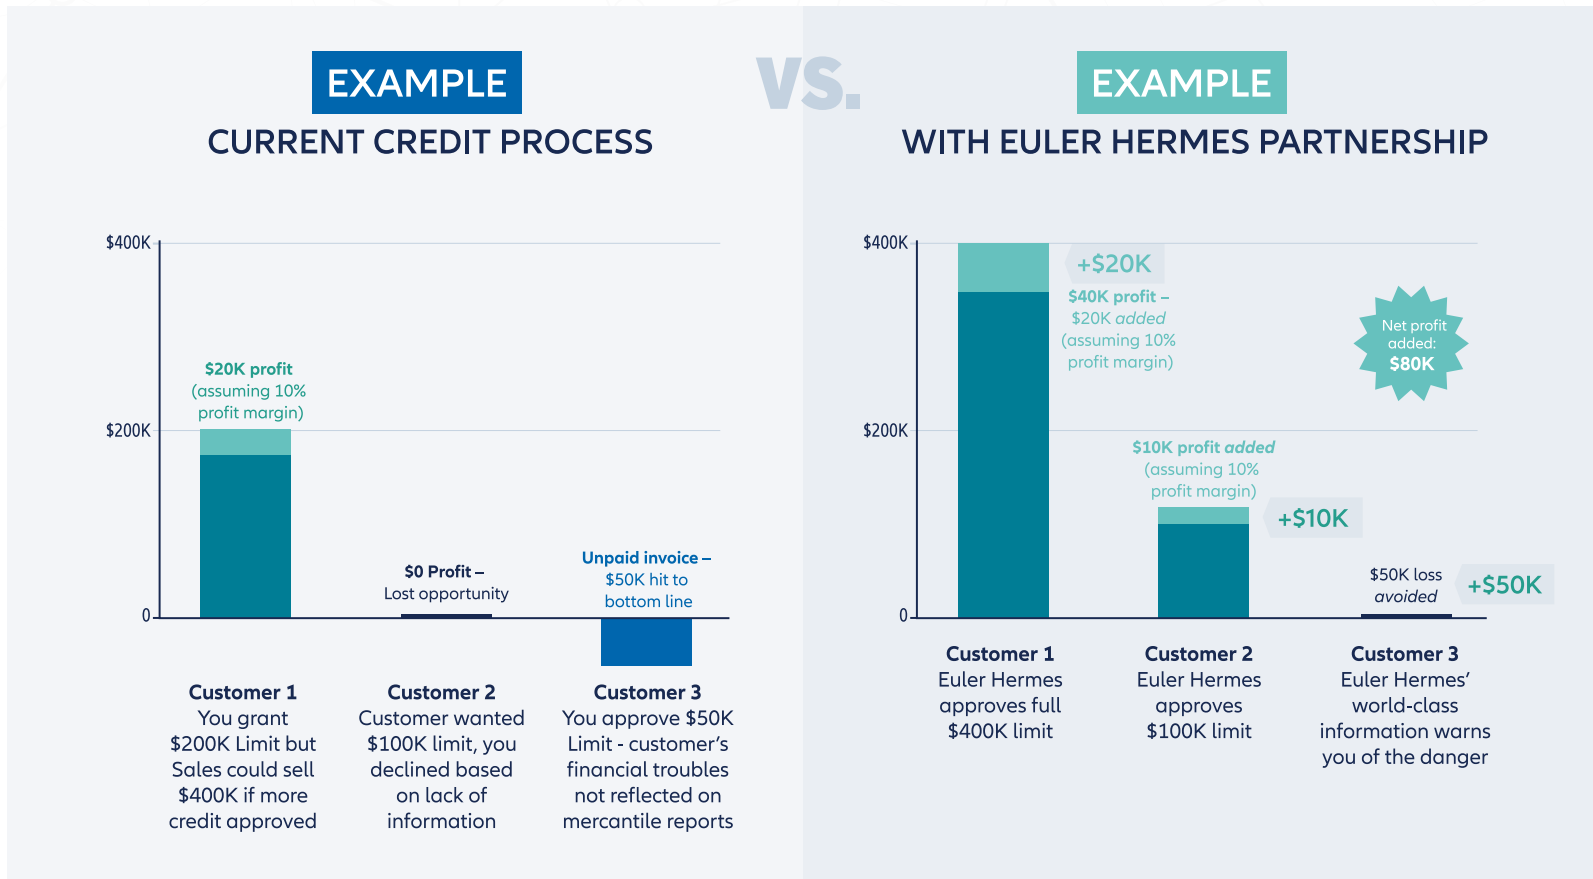 EXAMPLE
CURRENT CREDIT PROCESS
VS.
EXAMPLE
WITH EULER HERMES PARTNERSHIP
$400K
$200K
0
$20K profit
(assuming 10%
profit margin)
$0 Profit –
Lost opportunity
Unpaid invoice –
$50K hit to
bottom line
Customer 1
You grant
$200K Limit but
Sales could sell
$400K if more
credit approved
Customer 2
Customer wanted
$100K limit, you
declined based
on lack of
information
Customer 3
You approve $50K
Limit - customer’s
financial troubles
not reflected on
mercantile reports
$400K
$200K
0
+$20K
$40K profit –
$20K added
(assuming 10%
profit margin)
Net profit
added:
$80K
$10K profit added
(assuming 10%
profit margin)
+$10K
$50K loss
avoided
+$50K
Customer 1
Euler Hermes
approves full
$400K limit
Customer 2
Euler Hermes
approves
$100K limit
Customer 3
Euler Hermes’
world-class
information warns
you of the danger